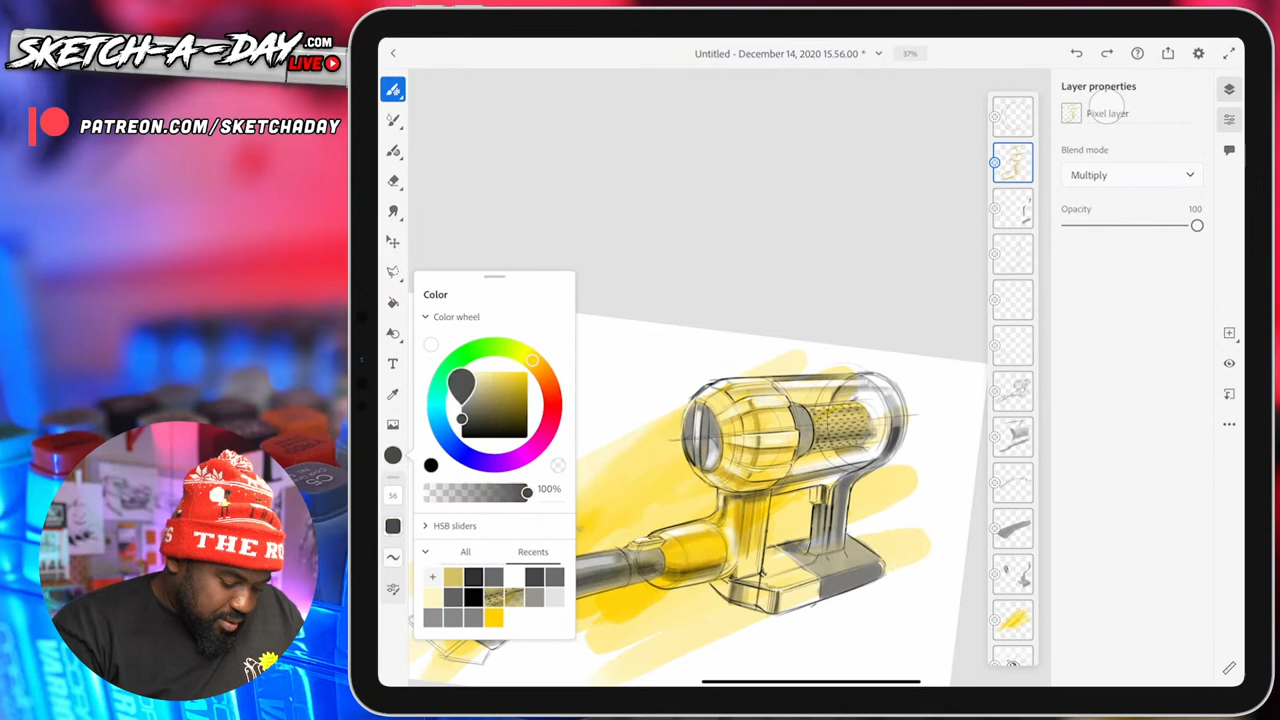 SKETCH-A-DAY.COM
LIVE
PATREON.COM/SKETCHADAY
Untitled - December 14, 2020 15.56.00 *
37%
Layer properties
Pixel layer
Blend mode
Multiply
Opacity
100
Color
Color wheel
100%
HSB sliders
All
Recents
T
56
THE RO